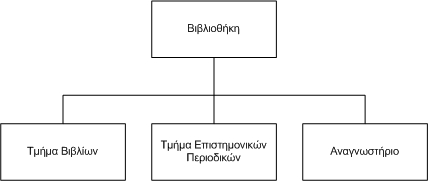 Βιβλιοθήκη
Τμήμα Βιβλίων
Τμήμα Επιστημονικών
Περιοδικών
Αναγνωστήριο